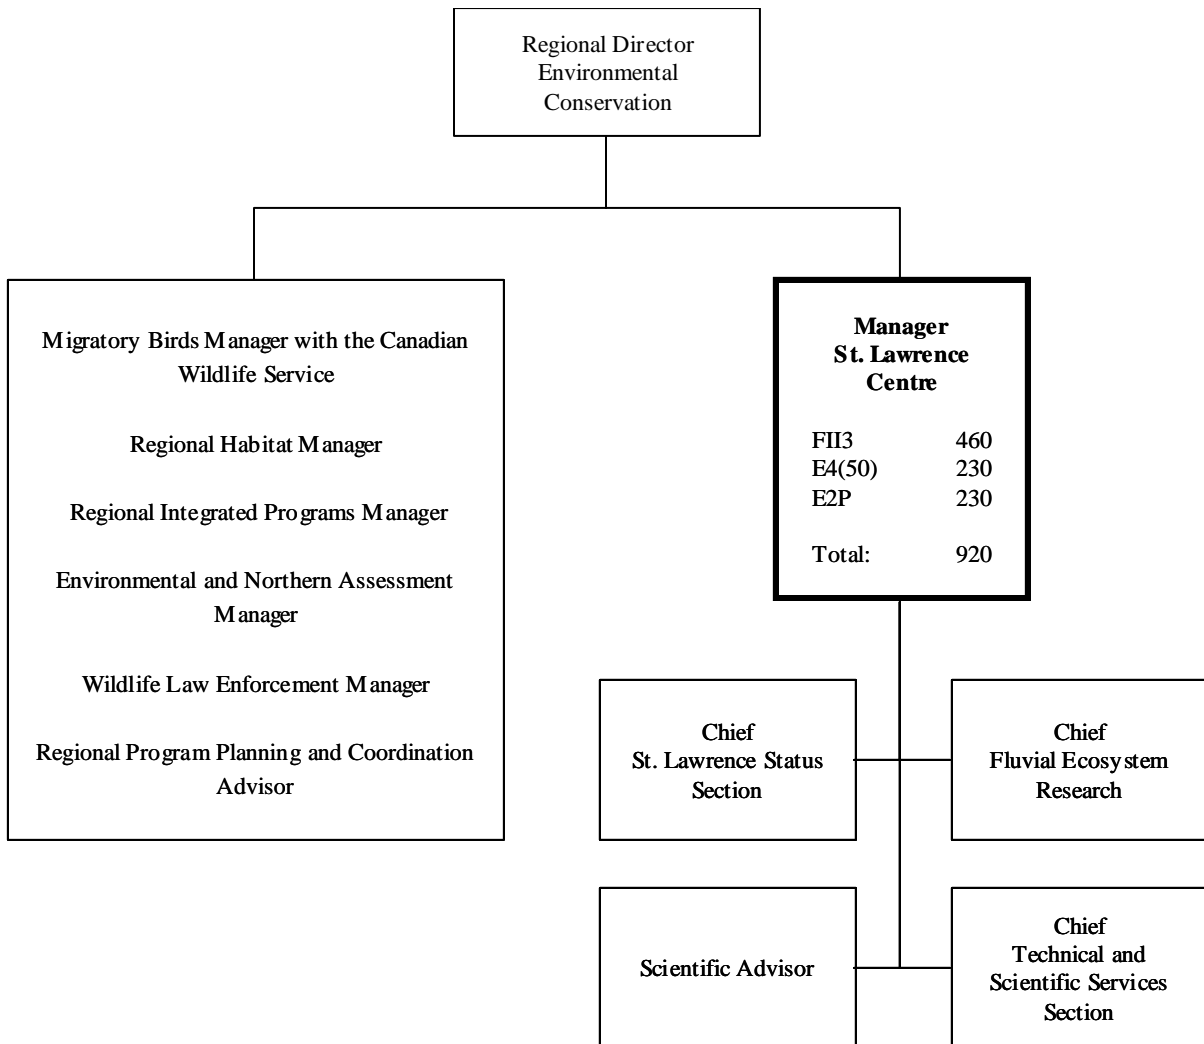 Regional Director
Environmental
Conservation
Migratory Birds Manager with the Canadian
Wildlife Service
Regional Habitat Manager
Regional Integrated Programs Manager
Environmental and Northern Assessment
Manager
Wildlife Law Enforcement Manager
Regional Program Planning and Coordination
Advisor
Manager
St. Lawrence
Centre
FII3 460
E4(50) 230
E2P 230
Total: 920
Chief
St. Lawrence Status
Section
Chief
Fluvial Ecosystem
Research
Scientific Advisor
Chief
Technical and
Scientific Services
Section